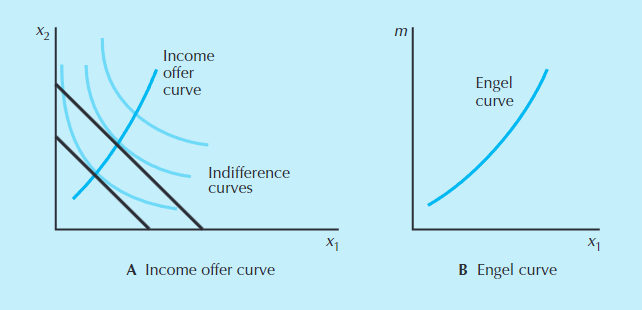 x2
Income
offer
curve
Indifference
curves
x1
A Income offer curve
m
Engel
curve
x1
B Engel curve